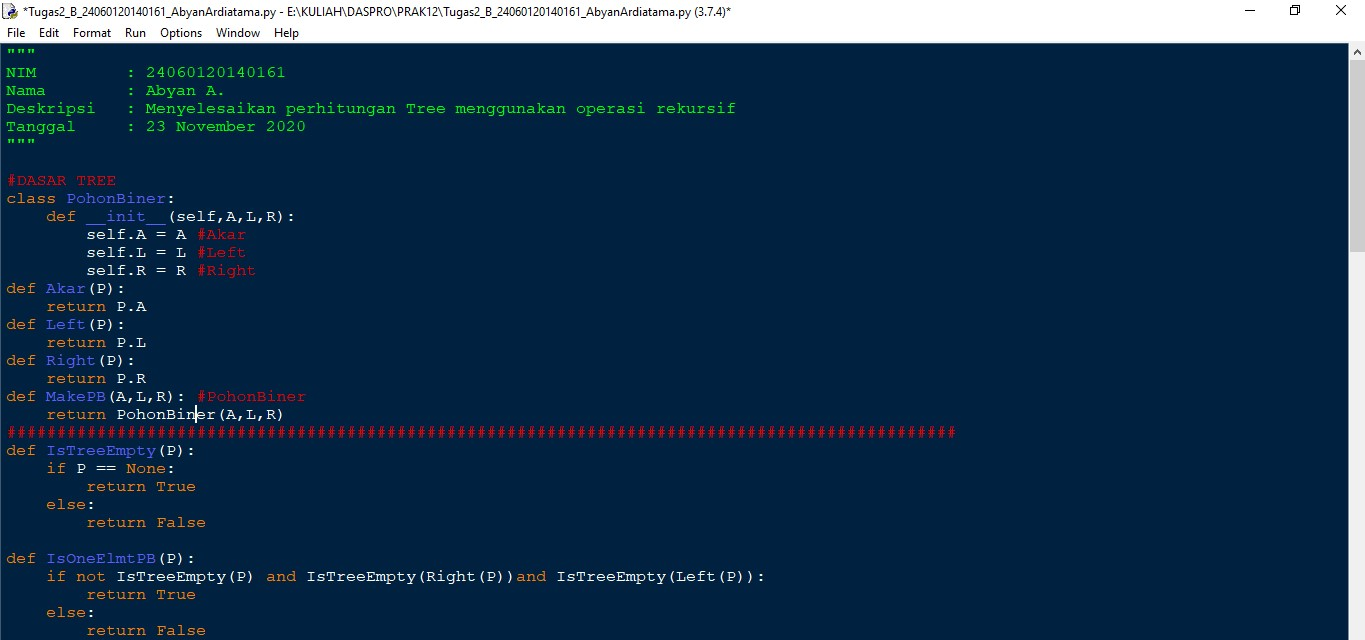 *Tugas2_B_24060120140161_AbyanArdiatama.py - E:\KULIAH\DASPRO\PRAK12\Tugas2_B_24060120140161_AbyanArdiatama.py (3.7.4)*
File Edit Format Run Options Window Help
"""
NIM : 24060120140161
Nama : Abyan A.
Deskripsi : Menyelesaikan perhitungan Tree menggunakan operasi rekursif
Tanggal : 23 November 2020
"""
#DASAR TREE
class PohonBiner:
    def __init__(self,A,L,R):
        self.A = A #Akar
        self.L = L #Left
        self.R = R #Right
def Akar(P):
    return P.A
def Left(P):
    return P.L
def Right(P):
    return P.R
def MakePB(A,L,R): #PohonBiner
    return PohonBiner(A,L,R)
###############################################################################################
def IsTreeEmpty(P):
    if P == None:
        return True
    else:
        return False
def IsOneElmtPB(P):
    if not IsTreeEmpty(P) and IsTreeEmpty(Right(P))and IsTreeEmpty(Left(P)):
        return True
    else:
        return False